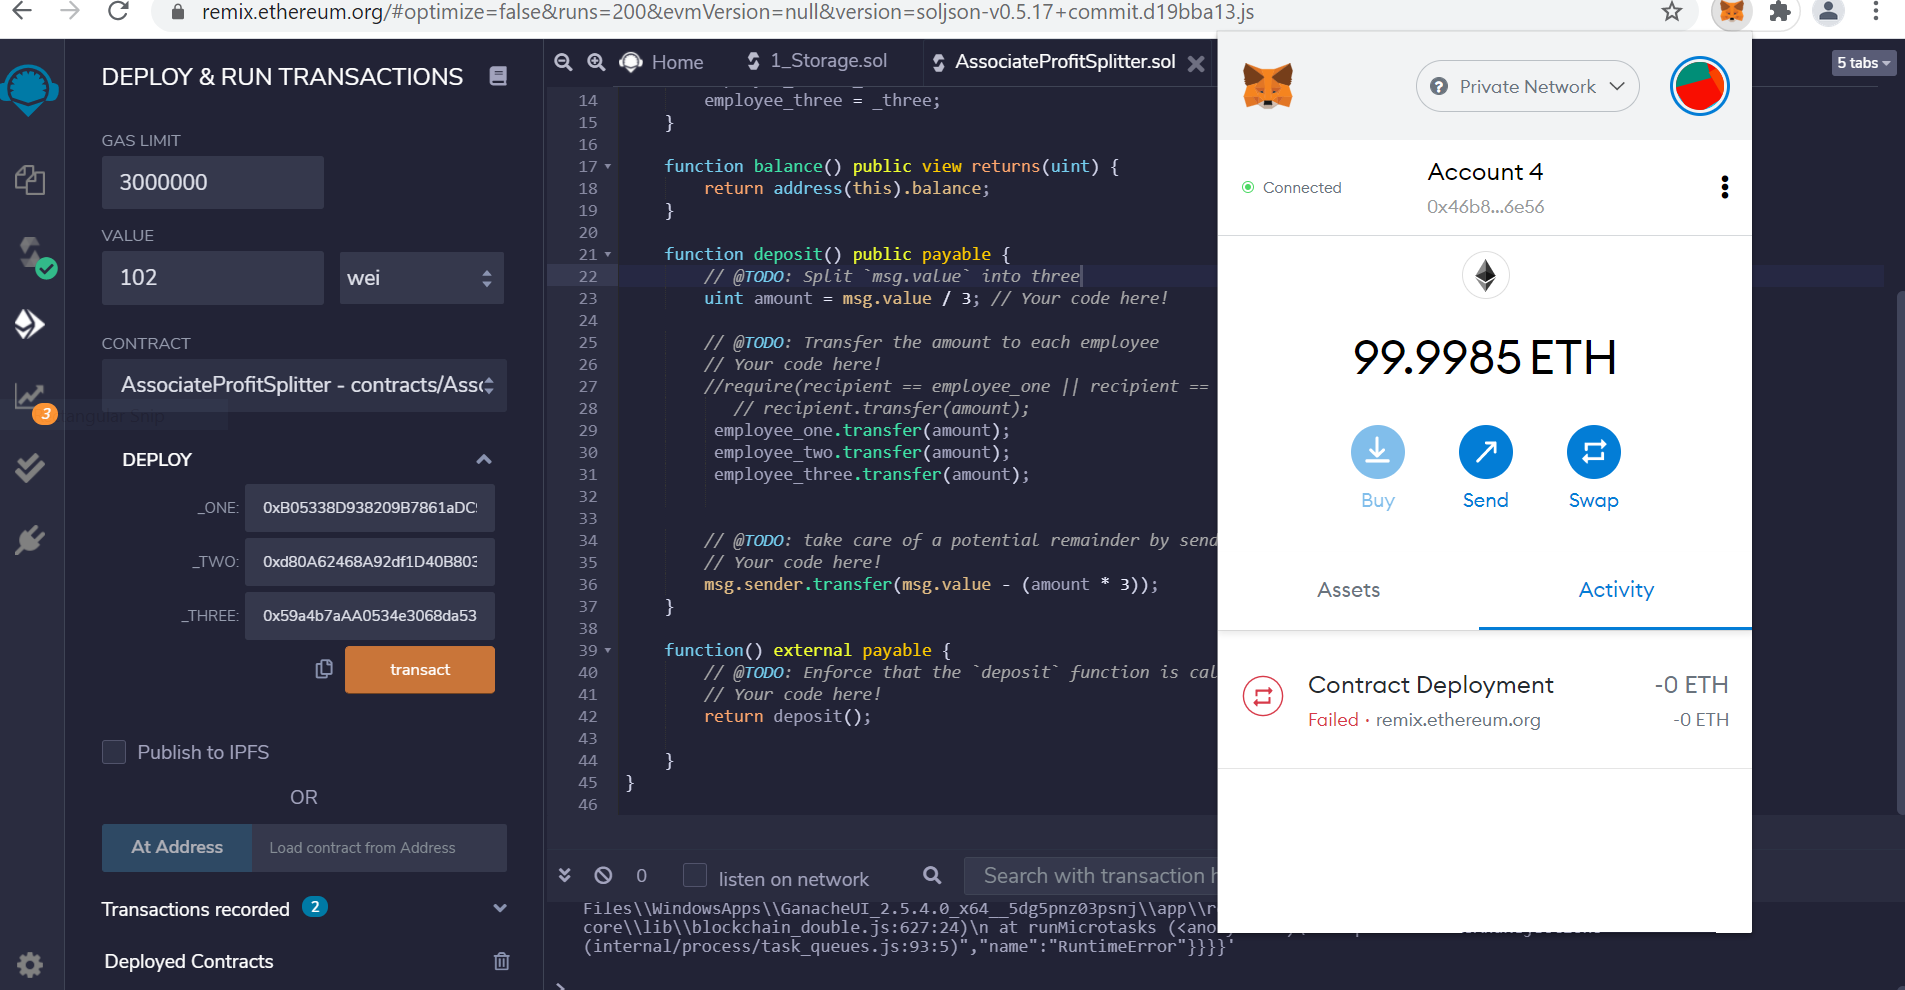 remix.ethereum.org/#optimize=false&runs=200&evmVersion=null&version=soljson-v0.5.17+commit.d19bba13.js
DEPLOY & RUN TRANSACTIONS
GAS LIMIT
3000000
VALUE
102
wei
CONTRACT
AssociateProfitSplitter - contracts/Asso
3
DEPLOY
_ONE:
0xB05338D938209B7861aDC
_TWO:
0xd80A62468A92df1D40B803
_THREE:
0x59a4b7aAA0534e3068da53
transact
Publish to IPFS
OR
At Address
Load contract from Address
Transactions recorded 2
Deployed Contracts
Home
1_Storage.sol
AssociateProfitSplitter.sol
5 tabs
14 employee_three = _three;
15 }
16
17 function balance() public view returns(uint) {
18 return address(this).balance;
19 }
20
21 function deposit() public payable {
22 // @TODO: Split `msg.value` into three
23 uint amount = msg.value / 3; // Your code here!
24
25 // @TODO: Transfer the amount to each employee
26 // Your code here!
27 //require(recipient == employee_one || recipient ==
28 // recipient.transfer(amount);
29 employee_one.transfer(amount);
30 employee_two.transfer(amount);
31 employee_three.transfer(amount);
32
33
34 // @TODO: take care of a potential remainder by send
35 // Your code here!
36 msg.sender.transfer(msg.value - (amount * 3));
37 }
38
39 function() external payable {
40 // @TODO: Enforce that the `deposit` function is cal
41 // Your code here!
42 return deposit();
43
44 }
45 }
46
0
listen on network
Search with transaction h
Files\\WindowsApps\\GanacheUI_2.5.4.0_x64__5dg5pnz03psnj\\app\\r
core\\lib\\blockchain_double.js:627:24)\n at runMicrotasks (<ano
(internal/process/task_queues.js:93:5)","name":"RuntimeError"}}}}'
>
? Private Network
Connected
Account 4
0x46b8...6e56
99.9985 ETH
Buy
Send
Swap
Assets
Activity
Contract Deployment
-0 ETH
Failed · remix.ethereum.org
-0 ETH